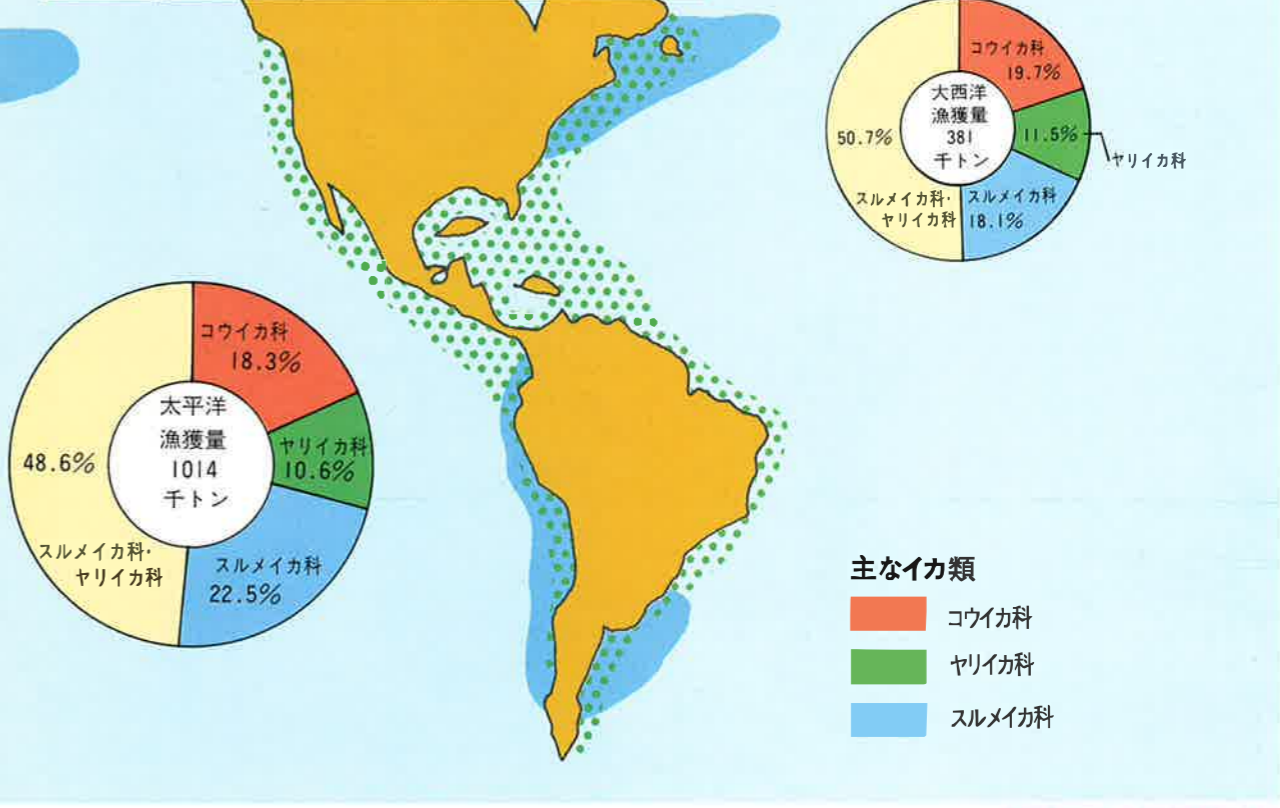 コウイカ科
19.7%
大西洋
漁獲量
381
千トン
50.7%
11.5%
ヤリイカ科
スルメイカ科・
ヤリイカ科
スルメイカ科
18.1%
コウイカ科
18.3%
太平洋
漁獲量
1014
千トン
48.6%
ヤリイカ科
10.6%
スルメイカ科・
ヤリイカ科
スルメイカ科
22.5%
主なイカ類
コウイカ科
ヤリイカ科
スルメイカ科